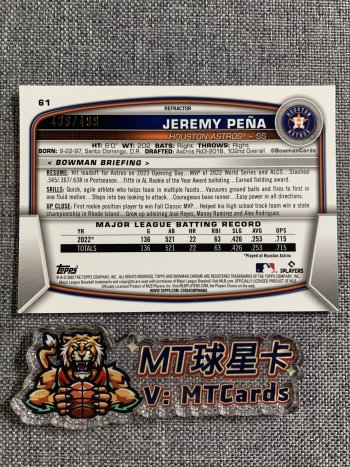 61
REFRACTOR
JEREMY PEÑA
HOUSTON ASTROS® – SS
HT: 6'0" WT: 202 BATS: Right THROWS: Right
BORN: 9-22-97, Santo Domingo, D.R. DRAFTED: Astros Rd3-2018, 102nd Overall @BowmanCards
< BOWMAN BRIEFING >
RESUME: Hit leadoff for Astros on 2023 Opening Day...MVP of 2022 World Series and ALCS...Slashed
.345/.367/.638 in Postseason...Fifth in AL Rookie of the Year Award balloting...Earned fielding award.
SKILLS: Quick, agile athlete who helps team in multiple facets...Vacuums ground balls and fires to first in
one fluid motion...Steps into bat looking to attack...Courageous base runner...Easy power in all directions.
UP CLOSE: First rookie position player to win Fall Classic MVP...Helped his high school track team win a state
championship in Rhode Island...Grew up admiring José Reyes, Manny Ramirez and Alex Rodriguez.
MAJOR LEAGUE BATTING RECORD
YR G AB HR RBI SLG AVG OPS
2022* 136 521 22 63 .426 .253 .715
TOTALS 136 521 22 63 .426 .253 .715
*Played at Houston Astros
Topps
MLB PLAYERS
MT球星卡
V: MTCards